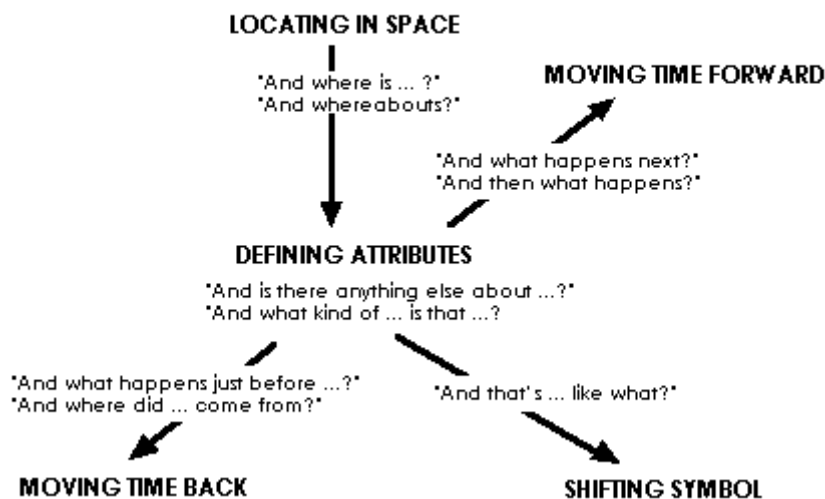 LOCATING IN SPACE
"And where is ... ?"
"And whereabouts?"
MOVING TIME FORWARD
"And what happens next?"
"And then what happens?"
DEFINING ATTRIBUTES
"And is there anything else about ...?"
"And what kind of ... is that ...?
"And what happens just before ...?"
"And where did ... come from?"
"And that's ... like what?"
MOVING TIME BACK
SHIFTING SYMBOL